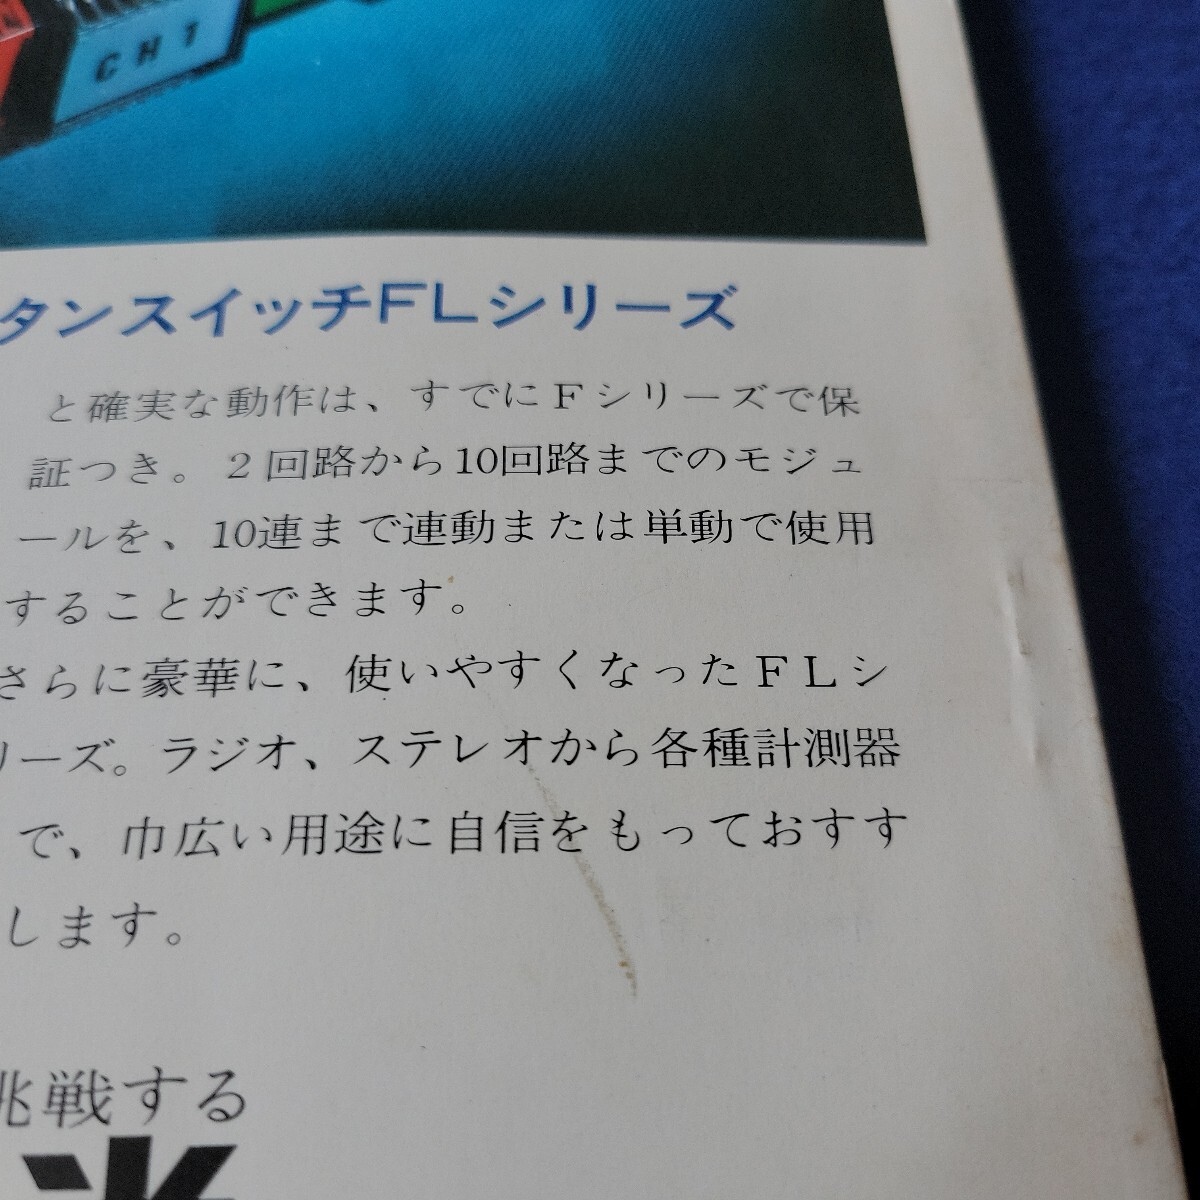 CH1
タンスイッチFLシリーズ
と確実な動作は、すでにFシリーズで保
証つき。2回路から10回路までのモジュ
ールを、10連まで連動または単動で使用
することができます。
さらに豪華に、使いやすくなったFLシ
リーズ。ラジオ、ステレオから各種計測器
で、巾広い用途に自信をもっておすす
します。
挑戦する